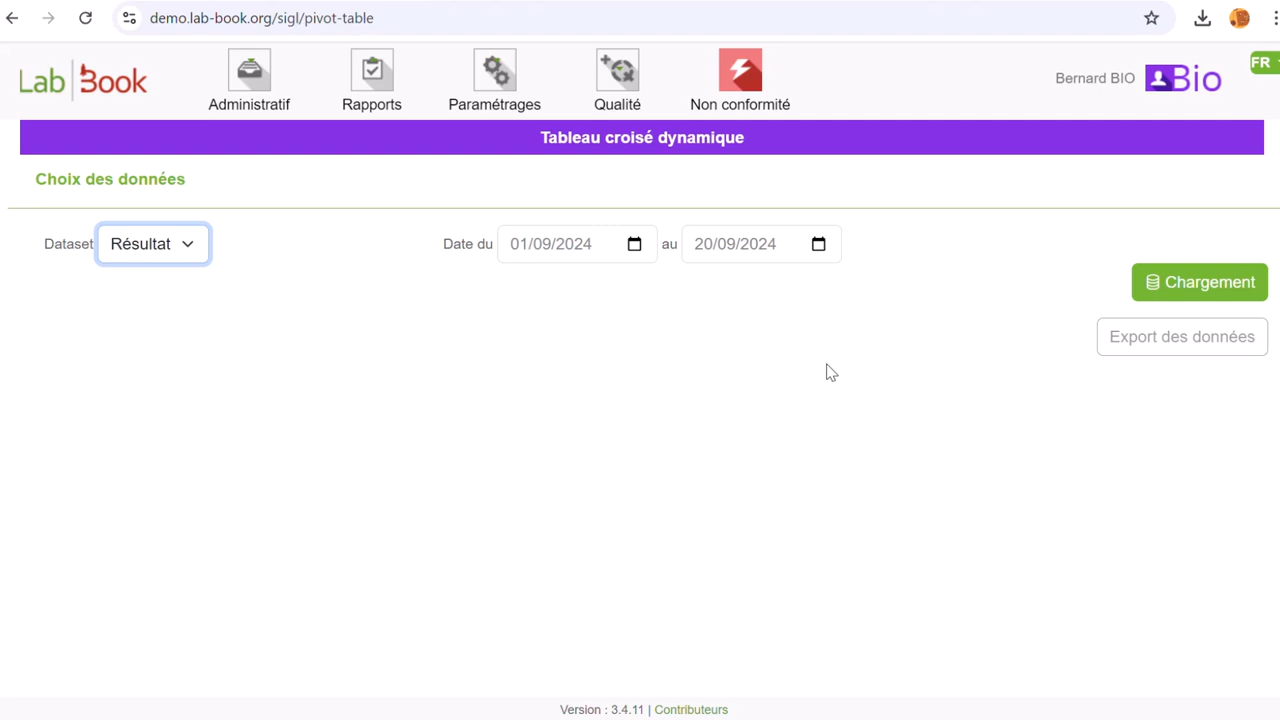 demo.lab-book.org/sigl/pivot-table
Lab Book
Administratif
Rapports
Paramétrages
Qualité
Non conformité
Bernard BIO
Bio
FR
Tableau croisé dynamique
Choix des données
Dataset Résultat
Date du 01/09/2024 au 20/09/2024
Chargement
Export des données
Version : 3.4.11 | Contributeurs